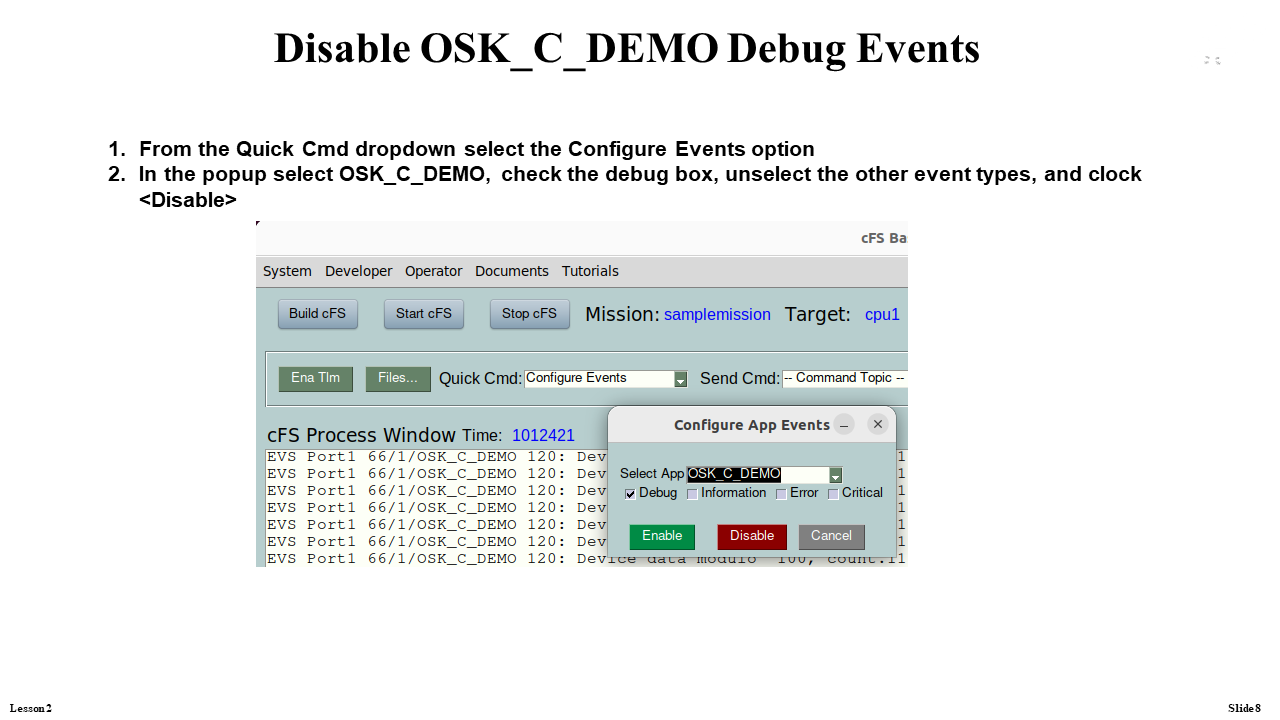 Disable OSK_C_DEMO Debug Events
1. From the Quick Cmd dropdown select the Configure Events option
2. In the popup select OSK_C_DEMO, check the debug box, unselect the other event types, and clock
<Disable>
cFS Ba
System Developer Operator Documents Tutorials
Build cFS Start cFS Stop cFS Mission: samplemission Target: cpu1
Ena Tlm Files... Quick Cmd: Configure Events Send Cmd: -- Command Topic --
Configure App Events
cFS Process Window Time: 1012421
EVS Port1 66/1/OSK_C_DEMO 120: Dev
EVS Port1 66/1/OSK_C_DEMO 120: Dev
EVS Port1 66/1/OSK_C_DEMO 120: Dev
EVS Port1 66/1/OSK_C_DEMO 120: Dev
EVS Port1 66/1/OSK_C_DEMO 120: Dev
EVS Port1 66/1/OSK_C_DEMO 120: Dev
EVS Port1 66/1/OSK_C_DEMO 120: Device data modulo 100, count.11
Select App OSK_C_DEMO
Debug Information Error Critical
Enable Disable Cancel
Lesson 2
Slide 8